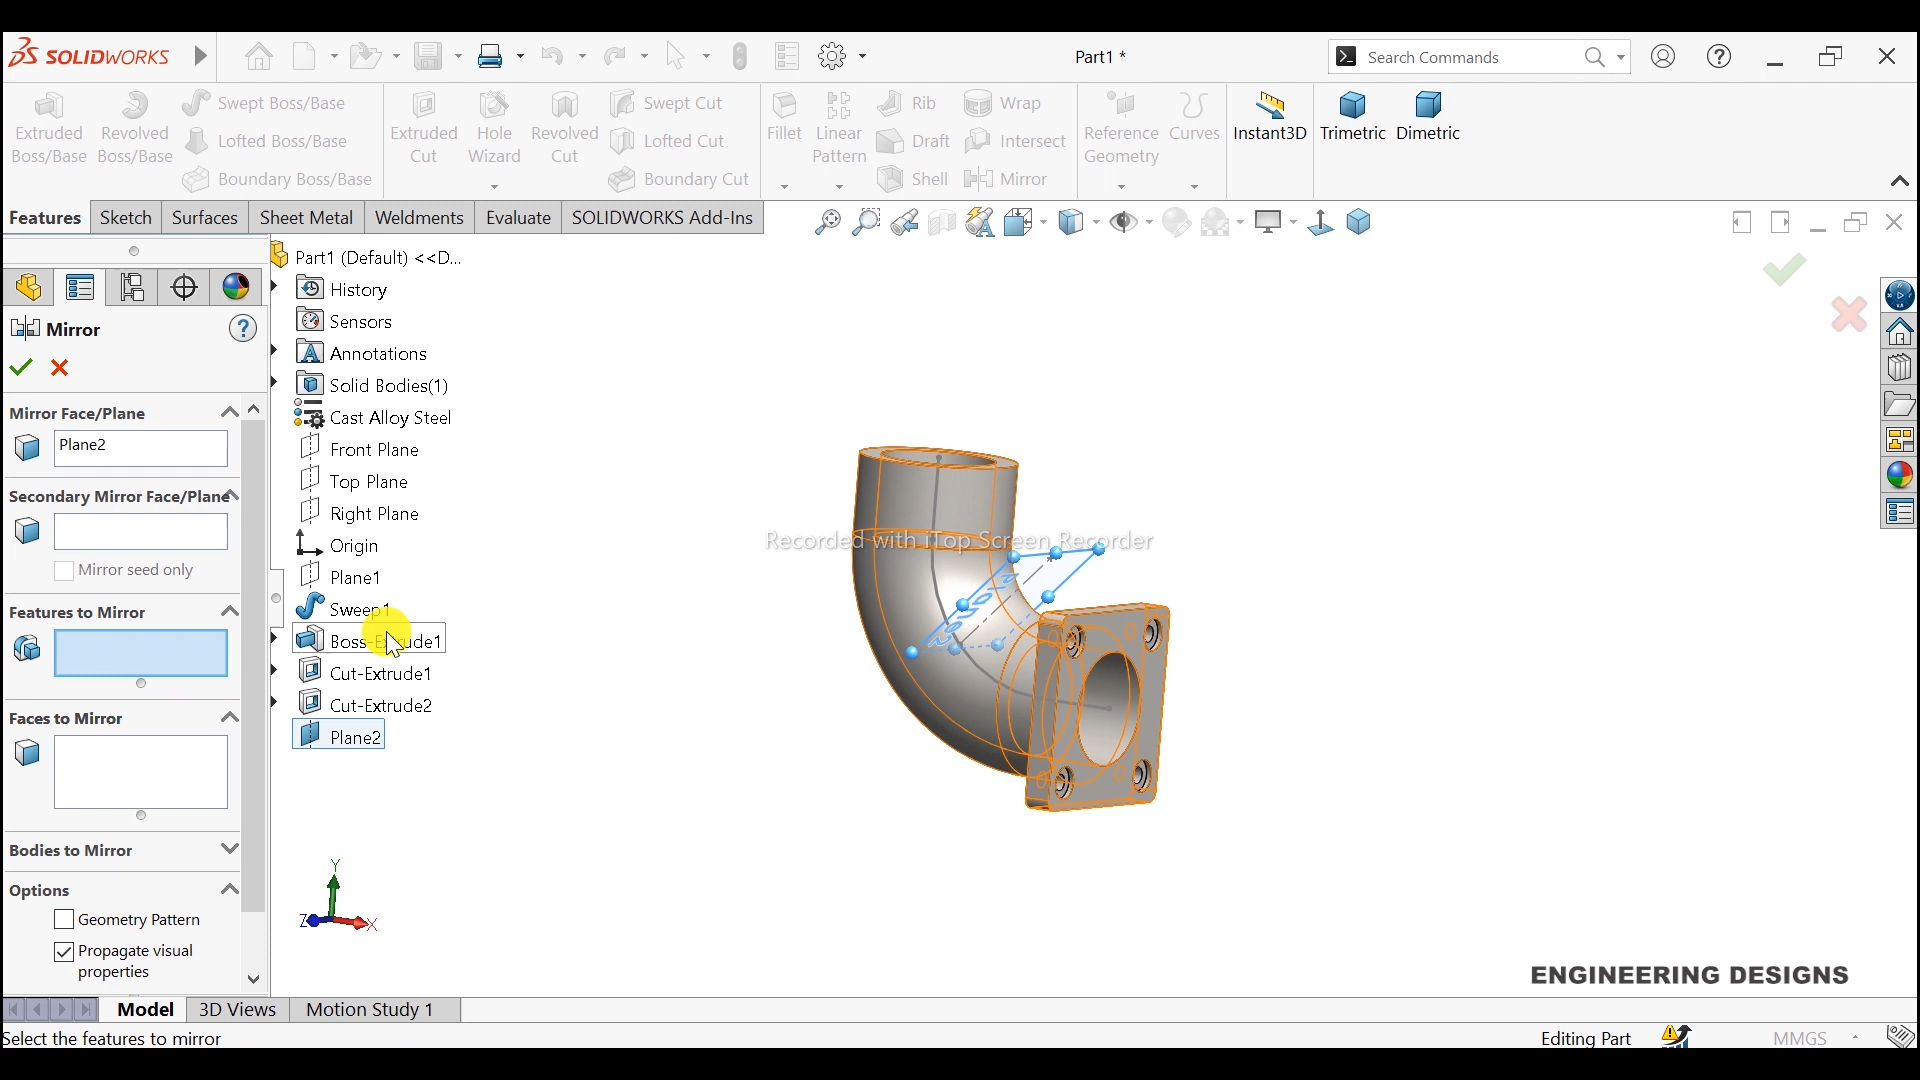 SOLIDWORKS
Part1 *
Search Commands
Extruded Boss/Base
Revolved Boss/Base
Swept Boss/Base
Lofted Boss/Base
Boundary Boss/Base
Extruded Cut
Hole Wizard
Revolved Cut
Swept Cut
Lofted Cut
Boundary Cut
Fillet
Linear Pattern
Rib
Draft
Shell
Wrap
Intersect
Mirror
Reference Geometry
Curves
Instant3D
Trimetric
Dimetric
Features
Sketch
Surfaces
Sheet Metal
Weldments
Evaluate
SOLIDWORKS Add-Ins
Mirror
Mirror Face/Plane
Plane2
Secondary Mirror Face/Plane
Mirror seed only
Features to Mirror
Faces to Mirror
Bodies to Mirror
Options
Geometry Pattern
Propagate visual
properties
Part1 (Default) <<D...
History
Sensors
Annotations
Solid Bodies(1)
Cast Alloy Steel
Front Plane
Top Plane
Right Plane
Origin
Plane1
Sweep1
Boss-Extrude1
Cut-Extrude1
Cut-Extrude2
Plane2
Recorded with iTop Screen Recorder
Y
Z
X
ENGINEERING DESIGNS
Model
3D Views
Motion Study 1
Select the features to mirror
Editing Part
MMGS